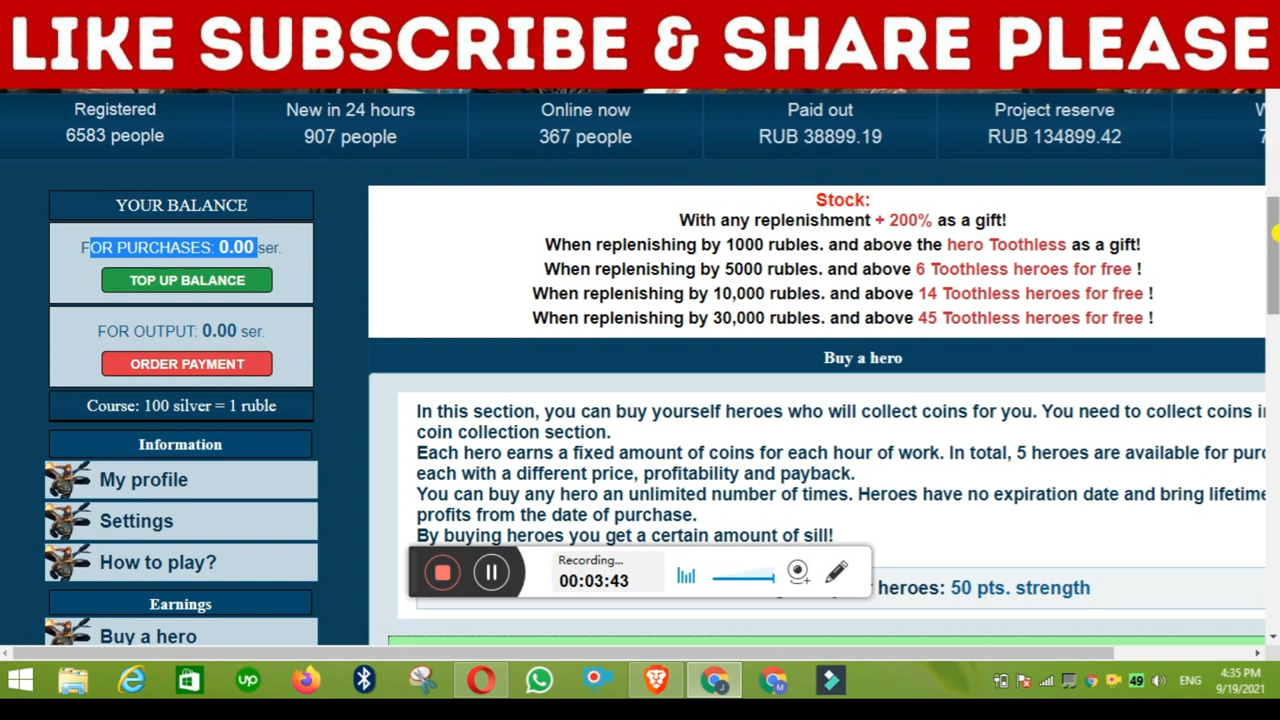 LIKE SUBSCRIBE & SHARE PLEASE
Registered
6583 people
New in 24 hours
907 people
Online now
367 people
Paid out
RUB 38899.19
Project reserve
RUB 134899.42
YOUR BALANCE
FOR PURCHASES: 0.00 ser.
TOP UP BALANCE
FOR OUTPUT: 0.00 ser.
ORDER PAYMENT
Course: 100 silver = 1 ruble
Information
My profile
Settings
How to play?
Earnings
Buy a hero
Stock:
With any replenishment + 200% as a gift!
When replenishing by 1000 rubles. and above the hero Toothless as a gift!
When replenishing by 5000 rubles. and above 6 Toothless heroes for free !
When replenishing by 10,000 rubles. and above 14 Toothless heroes for free !
When replenishing by 30,000 rubles. and above 45 Toothless heroes for free !
Buy a hero
In this section, you can buy yourself heroes who will collect coins for you. You need to collect coins
coin collection section.
Each hero earns a fixed amount of coins for each hour of work. In total, 5 heroes are available for
each with a different price, profitability and payback.
You can buy any hero an unlimited number of times. Heroes have no expiration date and bring
profits from the date of purchase.
By buying heroes you get a certain amount of sill!
heroes: 50 pts. strength
Recording...
00:03:43
up
49
ENG
4:35 PM
9/19/2021